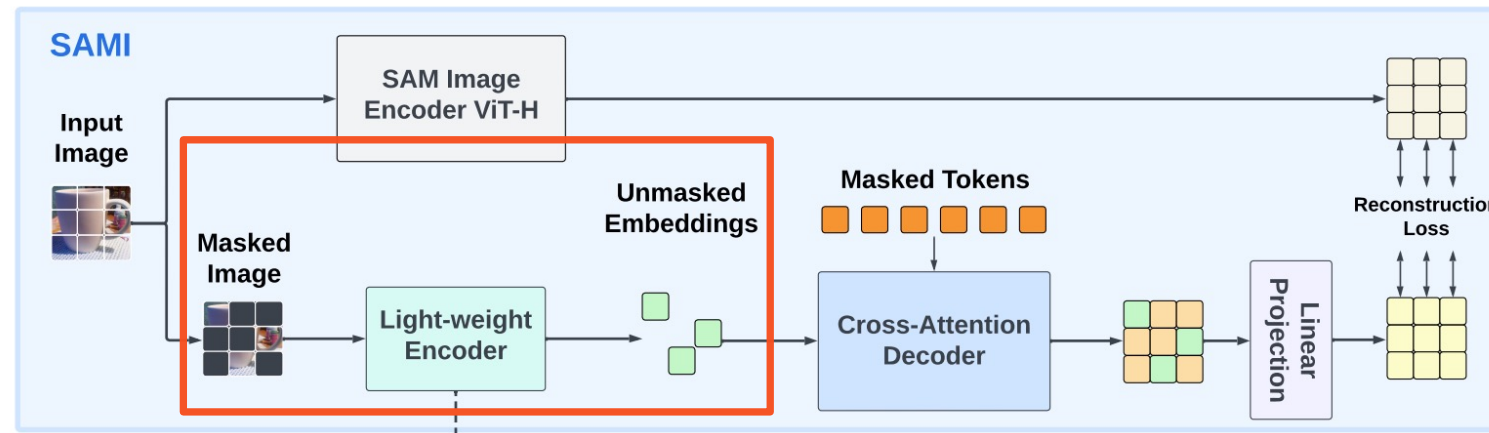 SAMI
SAM Image
Encoder ViT-H
Input
Image
Masked
Image
Light-weight
Encoder
Unmasked
Embeddings
Masked Tokens
Cross-Attention
Decoder
Linear
Projection
Reconstruction
Loss